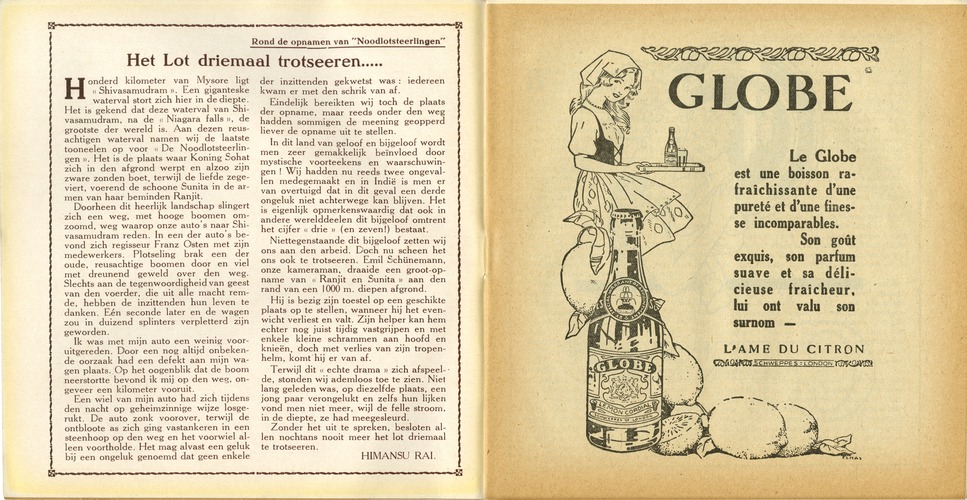 Rond de opnamen van "Noodlotsteerlingen"
Het Lot driemaal trotseeren.....
Honderd kilometer van Mysore ligt
« Shivasamudram ». Een giganteske
waterval stort zich hier in de diepte.
Het is gekend dat deze waterval van Shi-
vasamudram, na de « Niagara falls », de
grootste der wereld is. Aan dezen reus-
achtigen waterval namen wij de laatste
tooneelen op voor « De Noodlotsteerlin-
gen ». Het is de plaats waar Koning Sohat
zich in den afgrond werpt en alzoo zijn
zware zonden boet, terwijl de liefde zege-
viert, voerend de schoone Sunita in de ar-
men van haar beminden Ranjit.
Doorheen dit heerlijk landschap slingert
zich een weg, met hooge boomen om-
zoomd, weg waarop onze auto's naar Shi-
vasamudram reden. In een der auto's be-
vond zich regisseur Franz Osten met zijn
medewerkers. Plotseling brak een der
oude, reusachtige boomen door en viel
met dreunend geweld over den weg.
Slechts aan de tegenwoordigheid van geest
van den voerder, die uit alle macht rem-
de, hebben de inzittenden hun leven te
danken. Eén seconde later en de wagen
zou in duizend splinters verpletterd zijn
geworden.
Ik was met mijn auto een weinig voor-
uitgereden. Door een nog altijd onbeken-
de oorzaak had een defekt aan mijn wa-
gen plaats. Op het oogenblik dat de boom
neerstortte bevond ik mij op den weg, on-
geveer een kilometer vooruit.
Een wiel van mijn auto had zich tijdens
den nacht op geheimzinnige wijze losge-
rukt. De auto zonk voorover, terwijl de
ontbloote as zich ging vastankeren in een
steenhoop op den weg en het voorwiel al-
leen voortholde. Het mag alvast een geluk
bij een ongeluk genoemd dat geen enkele
der inzittenden gekwetst was : iedereen
kwam er met den schrik van af.
Eindelijk bereikten wij toch de plaats
der opname, maar reeds onder den weg
hadden sommigen de meening geopperd
liever de opname uit te stellen.
In dit land van geloof en bijgeloof wordt
men zeer gemakkelijk beïnvloed door
mystische voorteekens en waarschuwin-
gen ! Wij hadden nu reeds twee ongeval-
len medegemaakt en in Indië is men er
van overtuigd dat in dit geval een derde
ongeluk niet achterwege kan blijven. Het
is eigenlijk opmerkenswaardig dat ook in
andere werelddeelen dit bijgeloof omtrent
het cijfer « drie » (en zeven!) bestaat.
Niettegenstaande dit bijgeloof zetten wij
ons aan den arbeid. Doch nu scheen het
ons ook te trotseeren. Emil Schünemann,
onze kameraman, draaide een groot-op-
name van « Ranjit en Sunita » aan den
rand van een 1000 m. diepen afgrond.
Hij is bezig zijn toestel op een geschikte
plaats op te stellen, wanneer hij het even-
wicht verliest en valt. Zijn helper kan hem
echter nog juist tijdig vastgrijpen en met
enkele kleine schrammen aan hoofd en
knieën, doch met verlies van zijn tropen-
helm, komt hij er van af.
Terwijl dit « echte drama » zich afspeel-
de, stonden wij ademloos toe te zien. Niet
lang geleden was, op diezelfde plaats, een
jong paar verongelukt en zelfs hun lijken
vond men niet meer, wijl de felle stroom,
in de diepte, ze had meegesleurd.
Zonder het uit te spreken, besloten al-
len nochtans nooit meer het lot driemaal
te trotseeren.
HIMANSU RAI.
GLOBE
Le Globe
est une boisson ra-
fraîchissante d'une
pureté et d'une fines-
se incomparables.
Son goût
exquis, son parfum
suave et sa déli-
cieuse fraîcheur,
lui ont valu son
surnom —
L'AME DU CITRON
SCHWEPPES - LONDON
GLOBE
LEMON CORDIAL